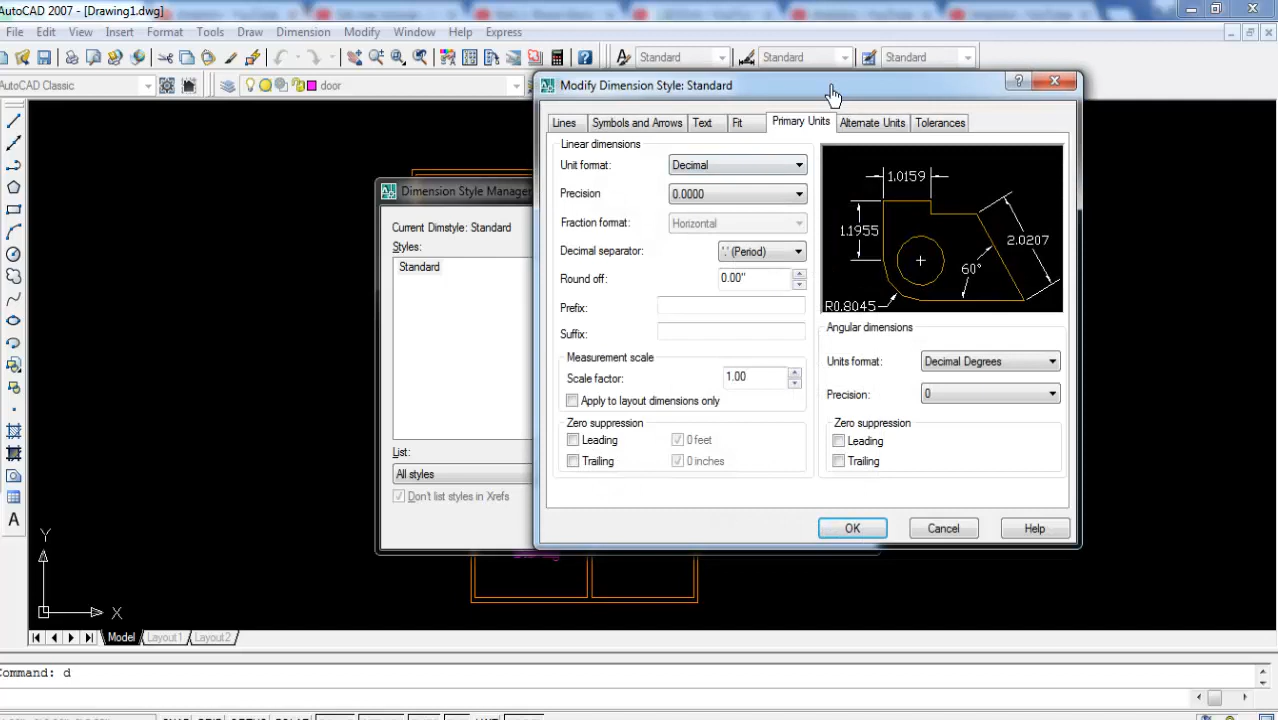 AutoCAD 2007 - [Drawing1.dwg]
File Edit View Insert Format Tools Draw Dimension Modify Window Help Express
Standard Standard Standard
AutoCAD Classic door
Modify Dimension Style: Standard
Lines Symbols and Arrows Text Fit Primary Units Alternate Units Tolerances
Linear dimensions
Unit format: Decimal
Precision 0.0000
Fraction format: Horizontal
Decimal separator: '.' (Period)
Round off: 0.00"
Prefix:
Suffix:
Measurement scale
Scale factor: 1.00
Apply to layout dimensions only
Zero suppression
Leading 0 feet
Trailing 0 inches
1.0159
1.1955
2.0207
60°
R0.8045
Angular dimensions
Units format: Decimal Degrees
Precision: 0
Zero suppression
Leading
Trailing
OK Cancel Help
Dimension Style Manager
Current Dimstyle: Standard
Styles:
Standard
List:
All styles
Don't list styles in Xrefs
Y
X
Model Layout1 Layout2
Command: d